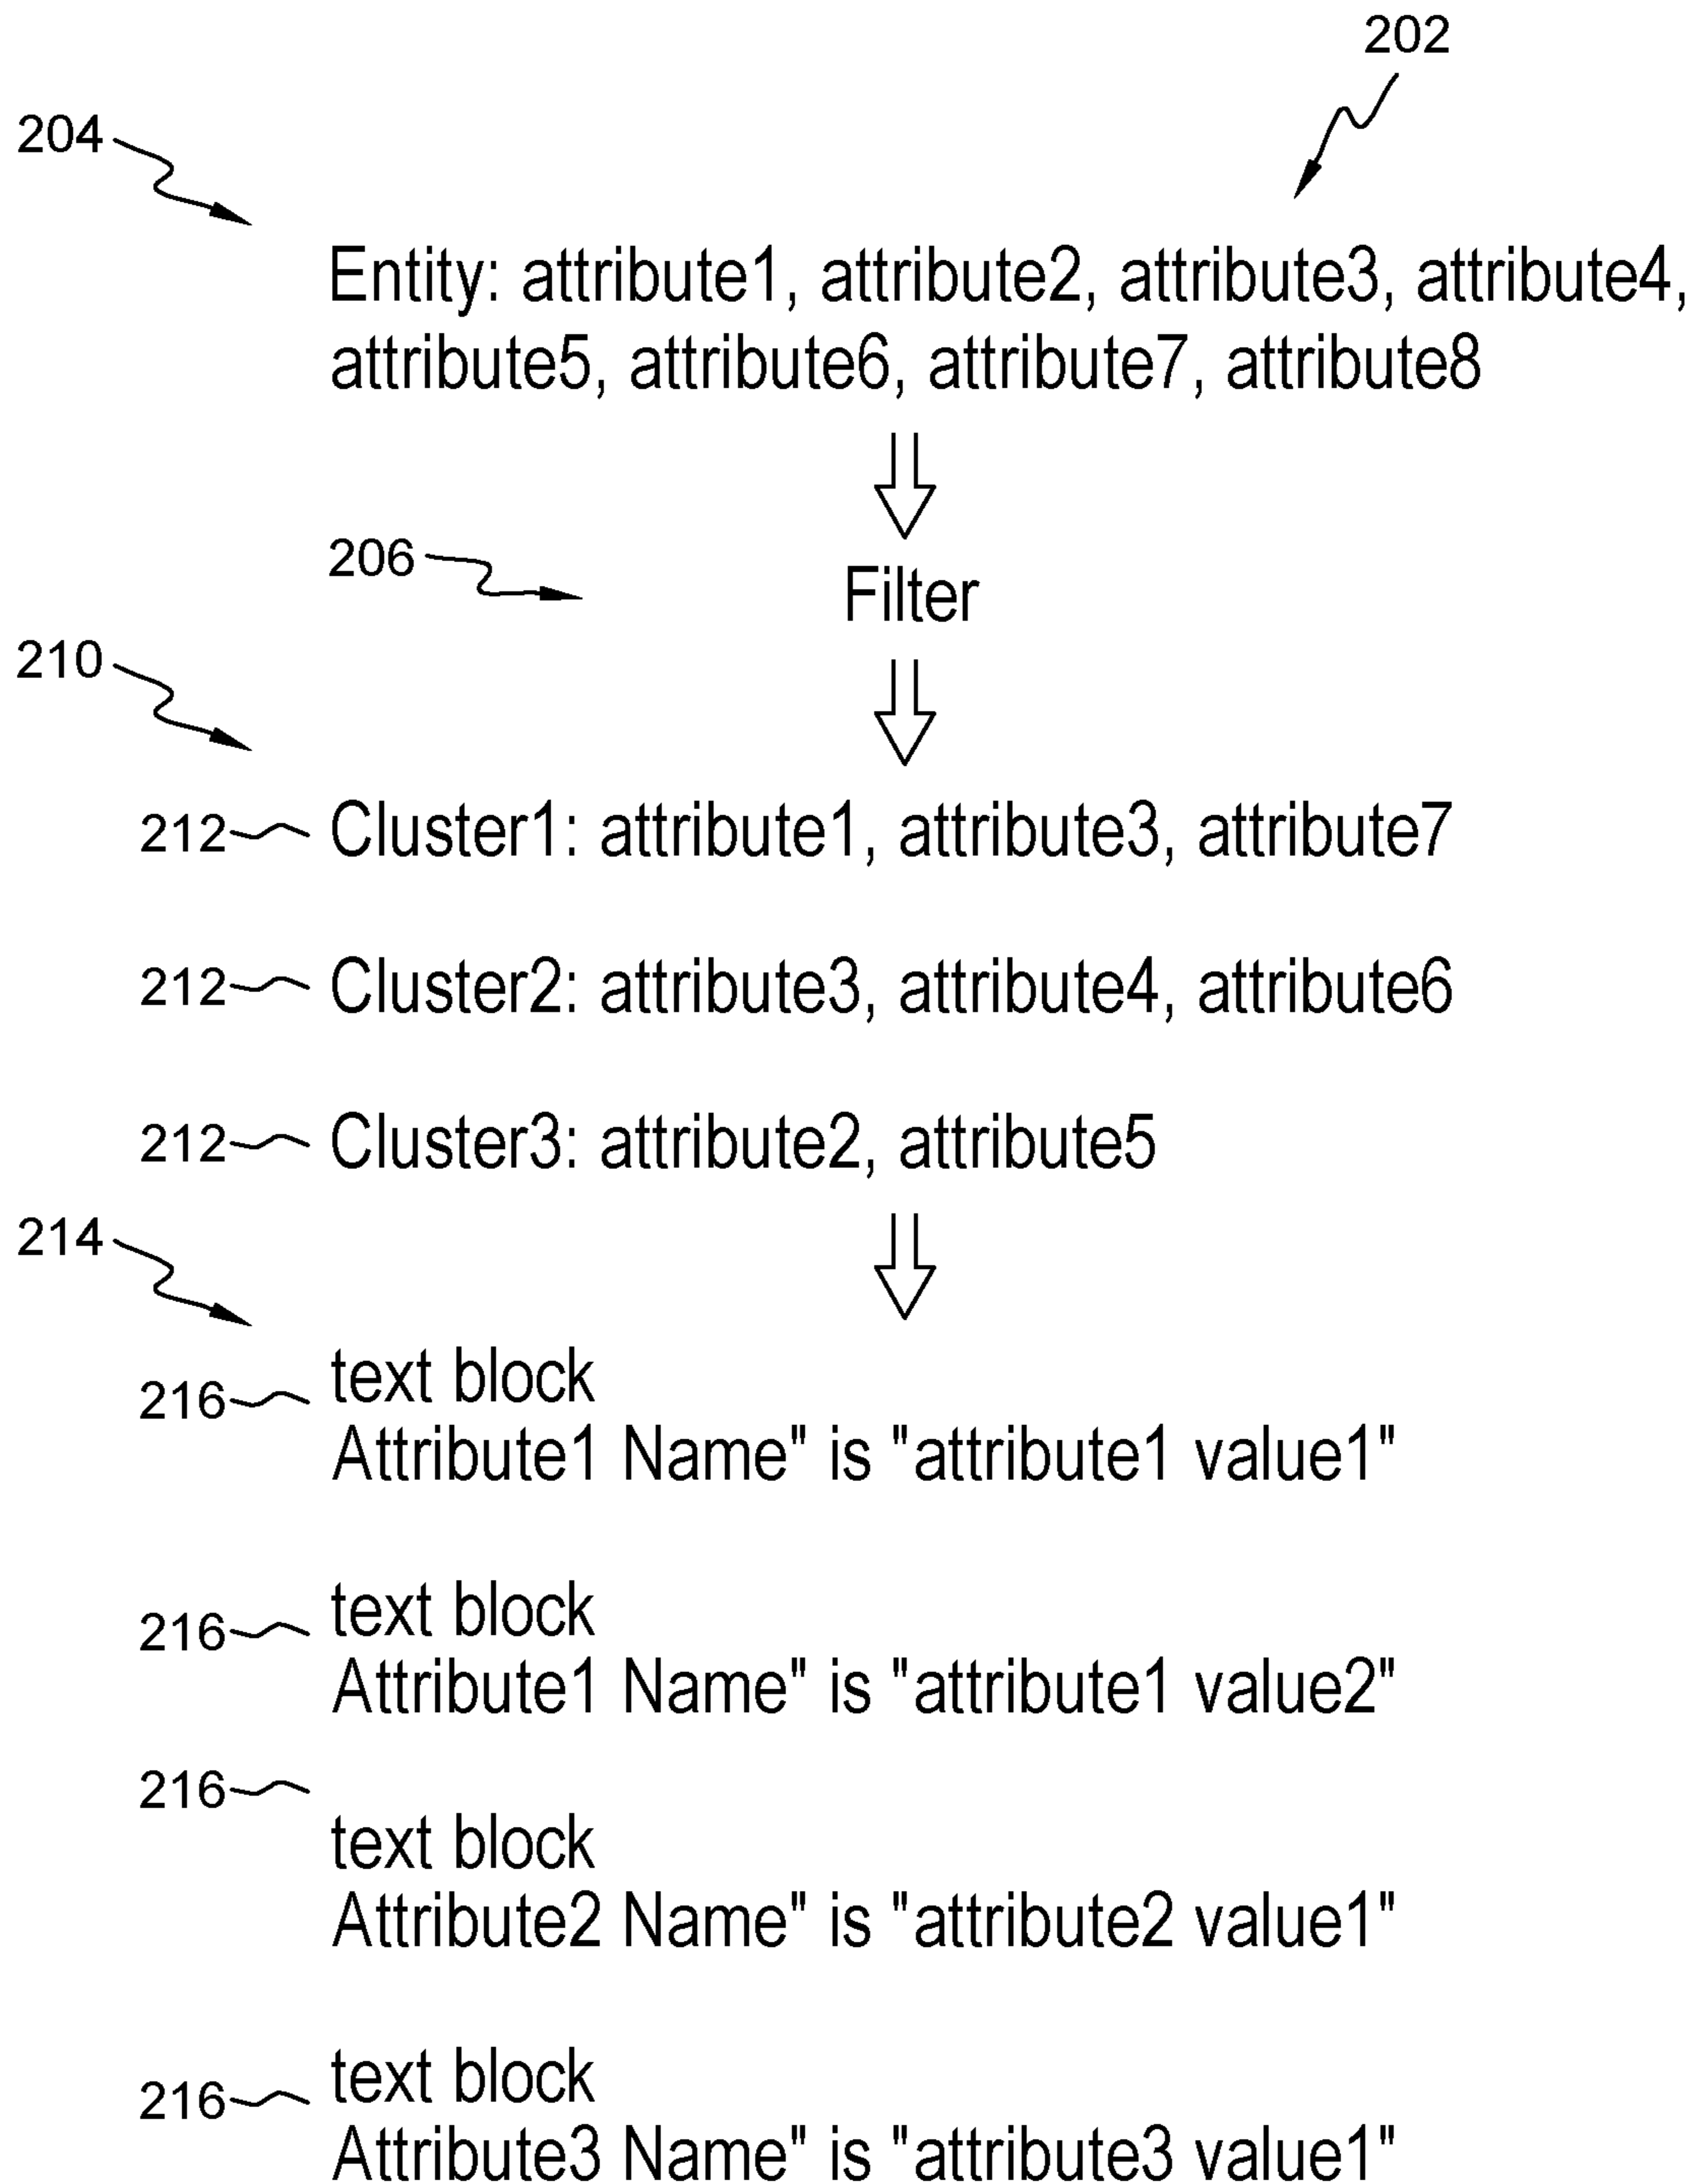 202
204
Entity: attribute1, attribute2, attribute3, attribute4,
attribute5, attribute6, attribute7, attribute8
206
Filter
210
212 Cluster1: attribute1, attribute3, attribute7
212 Cluster2: attribute3, attribute4, attribute6
212 Cluster3: attribute2, attribute5
214
text block
216
Attribute1 Name" is "attribute1 value1"
text block
216
Attribute1 Name" is "attribute1 value2"
216
text block
Attribute2 Name" is "attribute2 value1"
text block
216
Attribute3 Name" is "attribute3 value1"